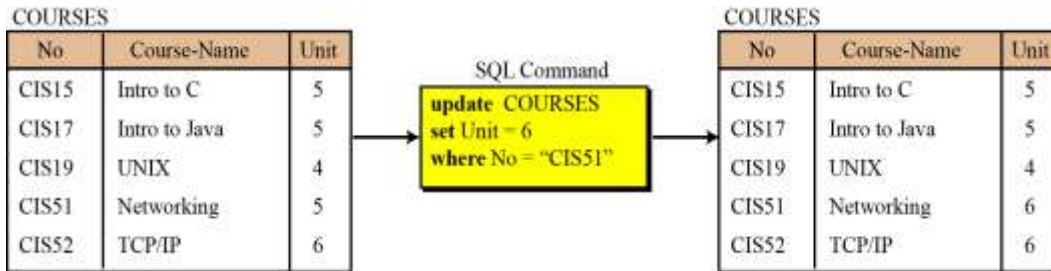 COURSES
No Course-Name Unit
CIS15 Intro to C 5
CIS17 Intro to Java 5
CIS19 UNIX 4
CIS51 Networking 5
CIS52 TCP/IP 6
SQL Command
update COURSES
set Unit = 6
where No = “CIS51”
COURSES
No Course-Name Unit
CIS15 Intro to C 5
CIS17 Intro to Java 5
CIS19 UNIX 4
CIS51 Networking 6
CIS52 TCP/IP 6